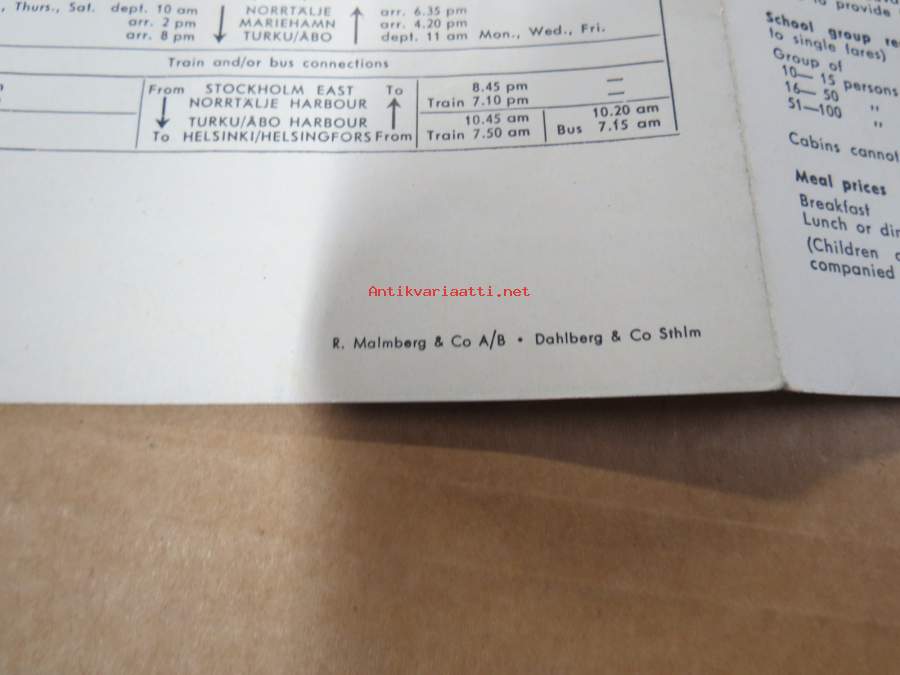 , Thurs., Sat. dept. 10 am NORRTÄLJE arr. 6.35 pm
arr. 2 pm MARIEHAMN arr. 4.20 pm
arr. 8 pm TURKU/ÅBO dept. 11 am Mon., Wed., Fri.
Train and/or bus connections
From STOCKHOLM EAST To 8.45 pm —
NORRTÄLJE HARBOUR Train 7.10 pm —
TURKU/ÅBO HARBOUR 10.45 am 10.20 am
To HELSINKI/HELSINGFORS From Train 7.50 am Bus 7.15 am
R. Malmberg & Co A/B • Dahlberg & Co Sthlm
to provide
School group re
to single fares)
Group of
10— 15 persons
16— 50 "
51—100 "
Cabins cannot
Meal prices
Breakfast
Lunch or din
(Children
companied
Antikvariaatti.net